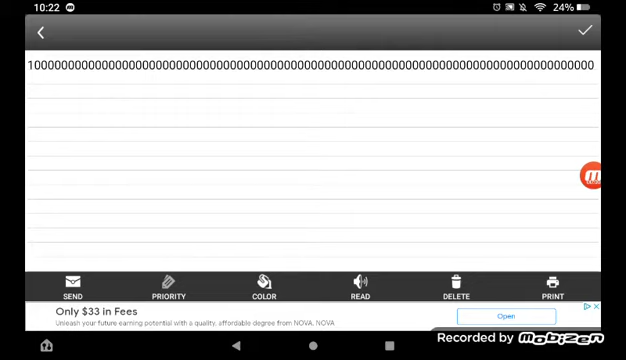 10:22
24%
100000000000000000000000000000000000000000000000000000000000000000000000000000000000
SEND
PRIORITY
COLOR
READ
DELETE
PRINT
Only $33 in Fees
Unleash your future earning potential with a quality, affordable degree from NOVA. NOVA
Open
Recorded by mobizen